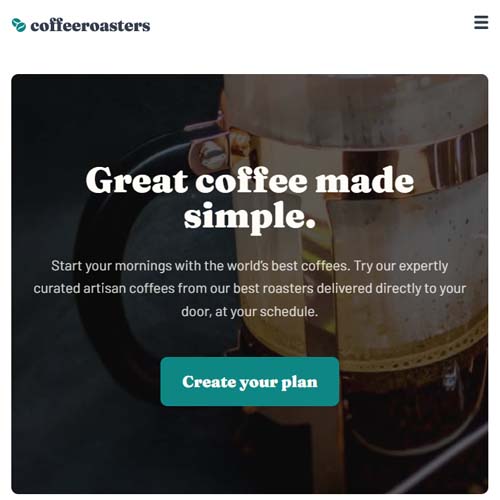 coffeeroasters
Great coffee made
simple.
Start your mornings with the world's best coffees. Try our expertly
curated artisan coffees from our best roasters delivered directly to your
door, at your schedule.
Create your plan